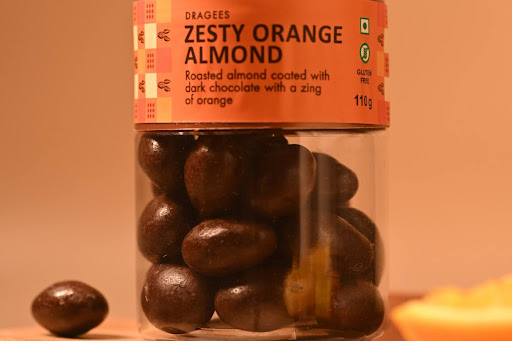 DRAGEES
ZESTY ORANGE
ALMOND
Roasted almond coated with
dark chocolate with a zing
of orange
GLUTEN
FREE
110g